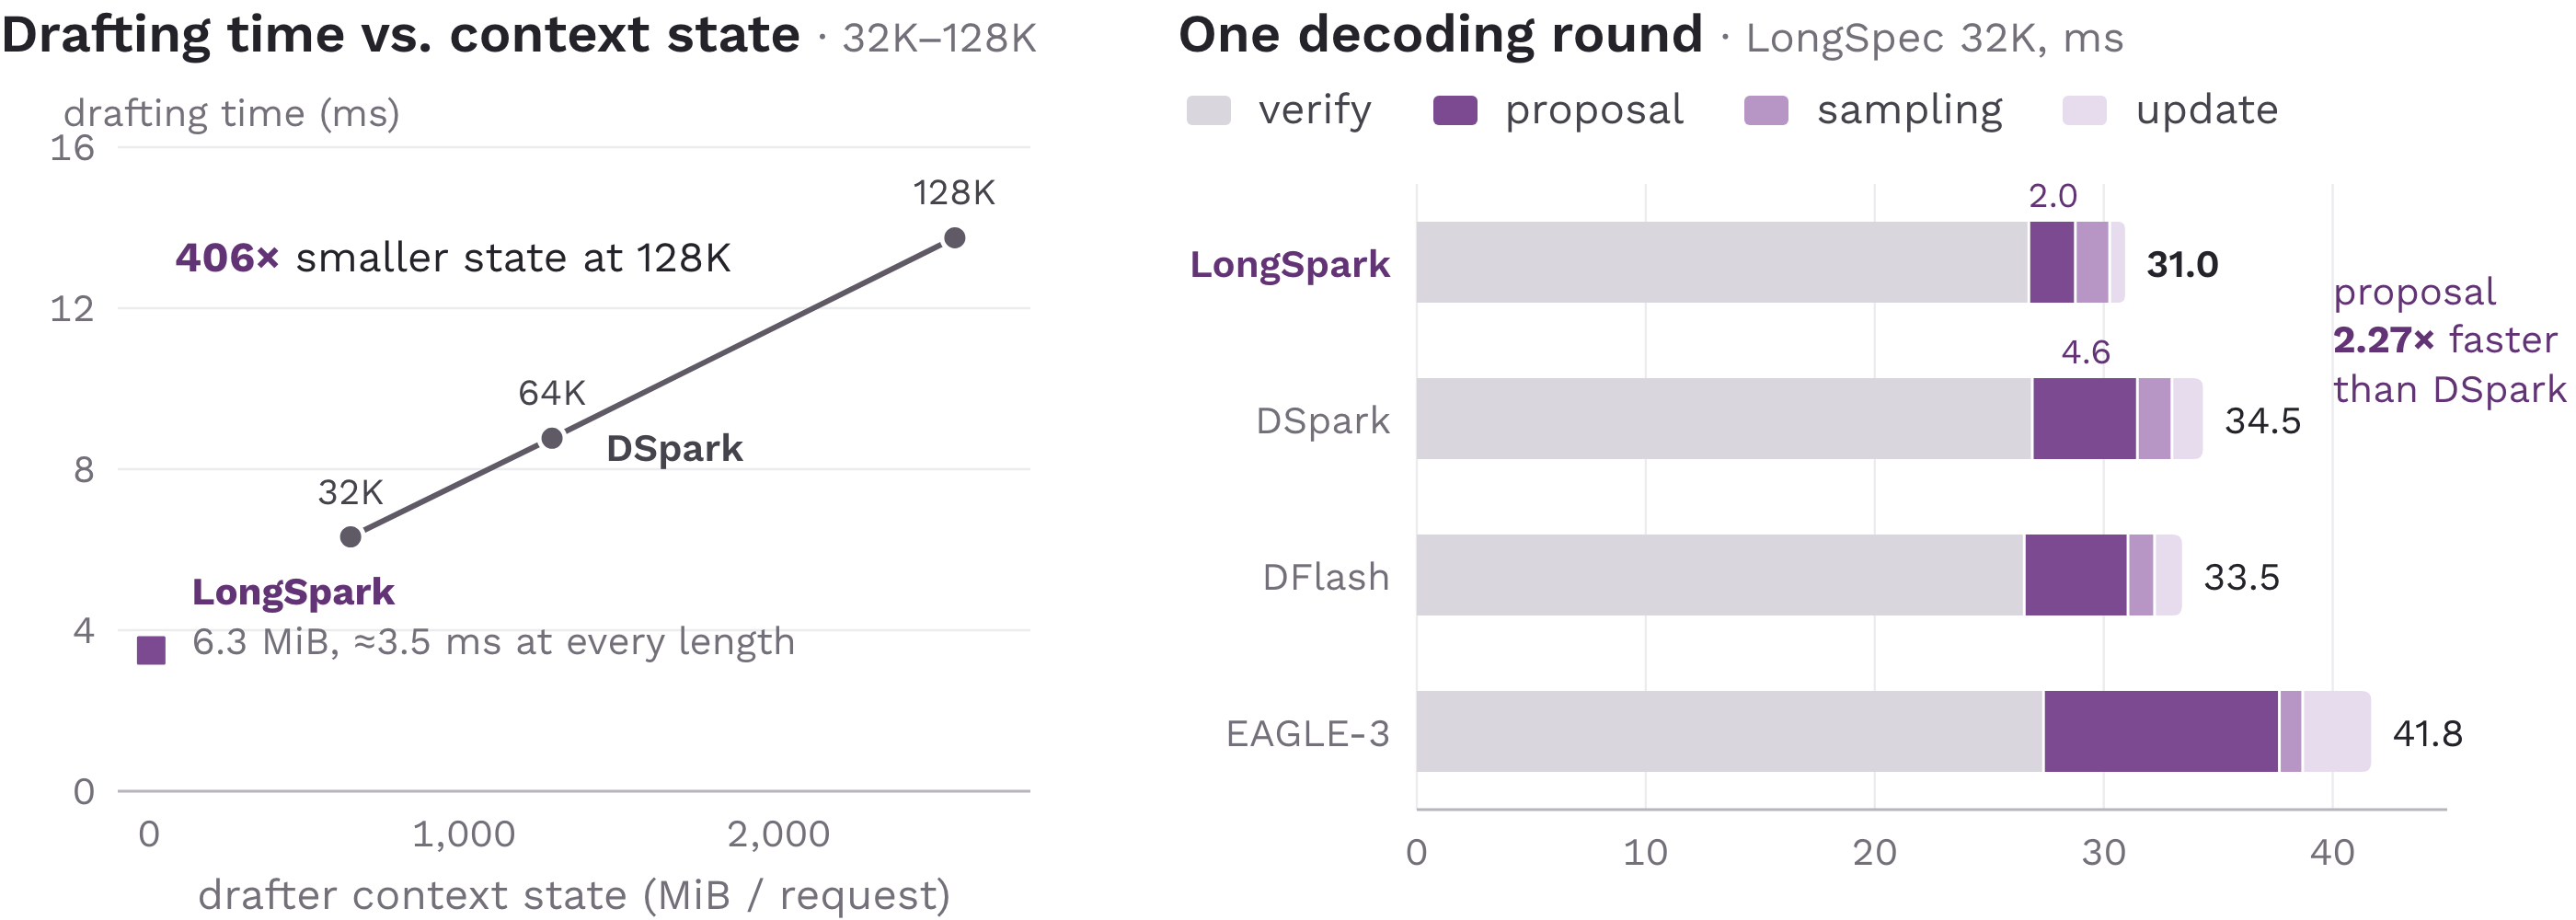 Drafting time vs. context state · 32K–128K
drafting time (ms)
16
12
8
4
0
128K
406× smaller state at 128K
64K
DSpark
32K
LongSpark
6.3 MiB, ≈3.5 ms at every length
0 1,000 2,000
drafter context state (MiB / request)
One decoding round · LongSpec 32K, ms
verify proposal sampling update
2.0
LongSpark 31.0
proposal
2.27× faster
than DSpark
4.6
DSpark 34.5
DFlash 33.5
EAGLE-3 41.8
0 10 20 30 40